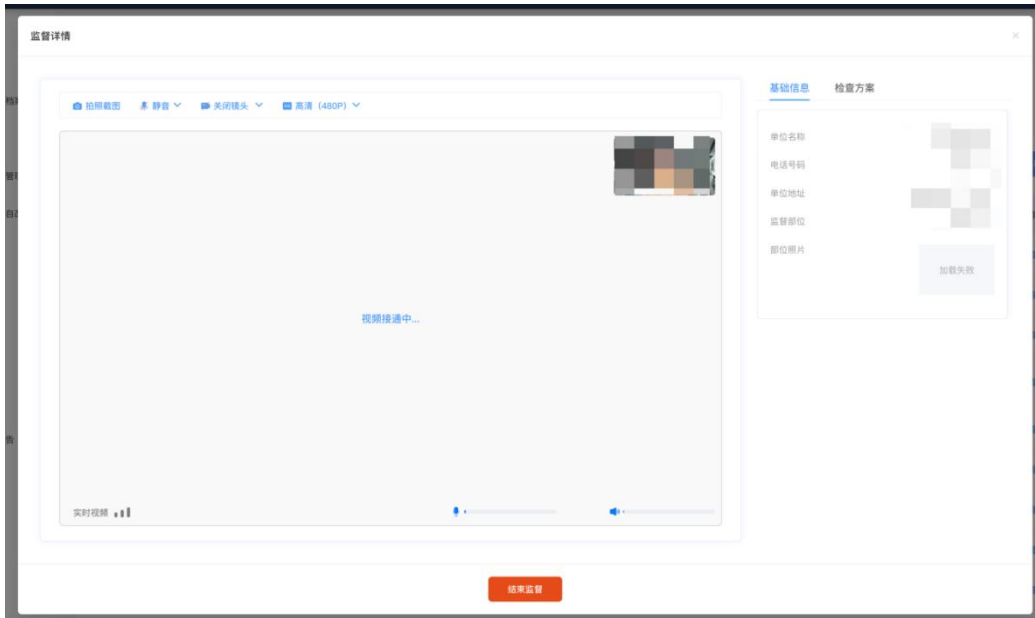 监督详情
拍照截图 静音 关闭镜头 高清（480P）
视频接通中...
实时视频
基础信息 检查方案
单位名称
电话号码
单位地址
监督部位
部位照片
加载失败
结束监督
告